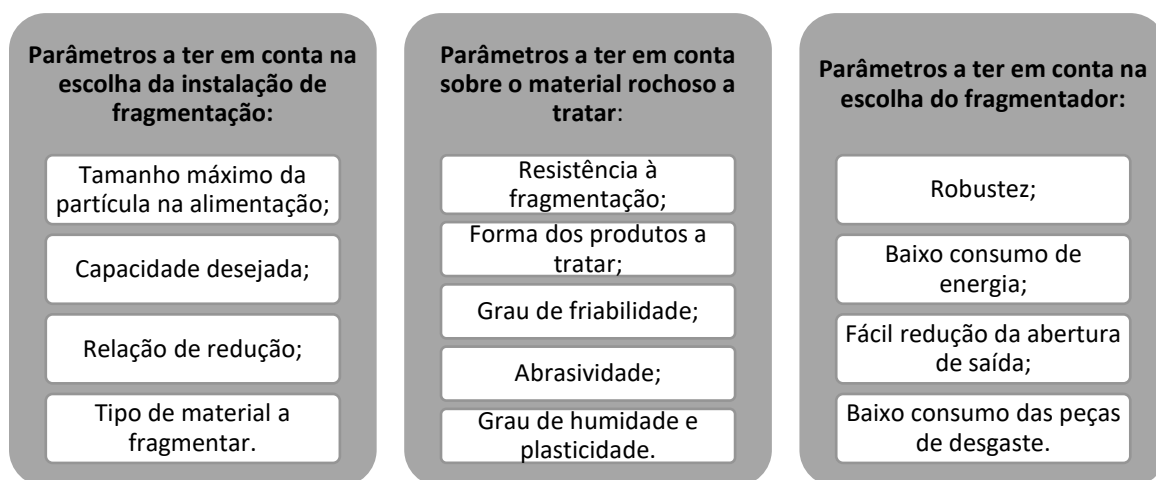 Parâmetros a ter em conta na
escolha da instalação de
fragmentação:
Tamanho máximo da
partícula na alimentação;
Capacidade desejada;
Relação de redução;
Tipo de material a
fragmentar.
Parâmetros a ter em conta
sobre o material rochoso a
tratar:
Resistência à
fragmentação;
Forma dos produtos a
tratar;
Grau de friabilidade;
Abrasividade;
Grau de humidade e
plasticidade.
Parâmetros a ter em conta na
escolha do fragmentador:
Robustez;
Baixo consumo de
energia;
Fácil redução da abertura
de saída;
Baixo consumo das peças
de desgaste.